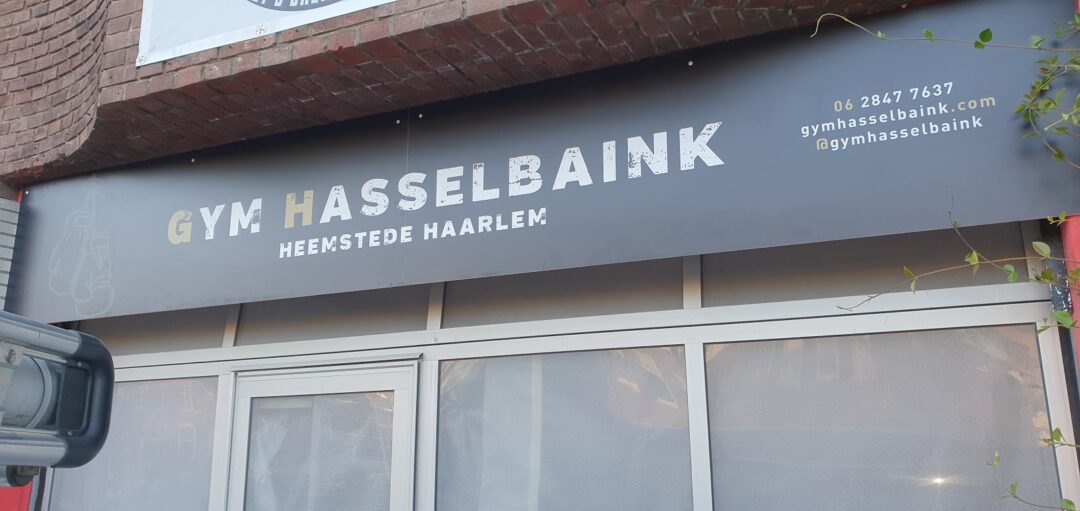 GYM HASSELBAINK
HEEMSTEDE HAARLEM
06 2847 7637
gymhasselbaink.com
@gymhasselbaink